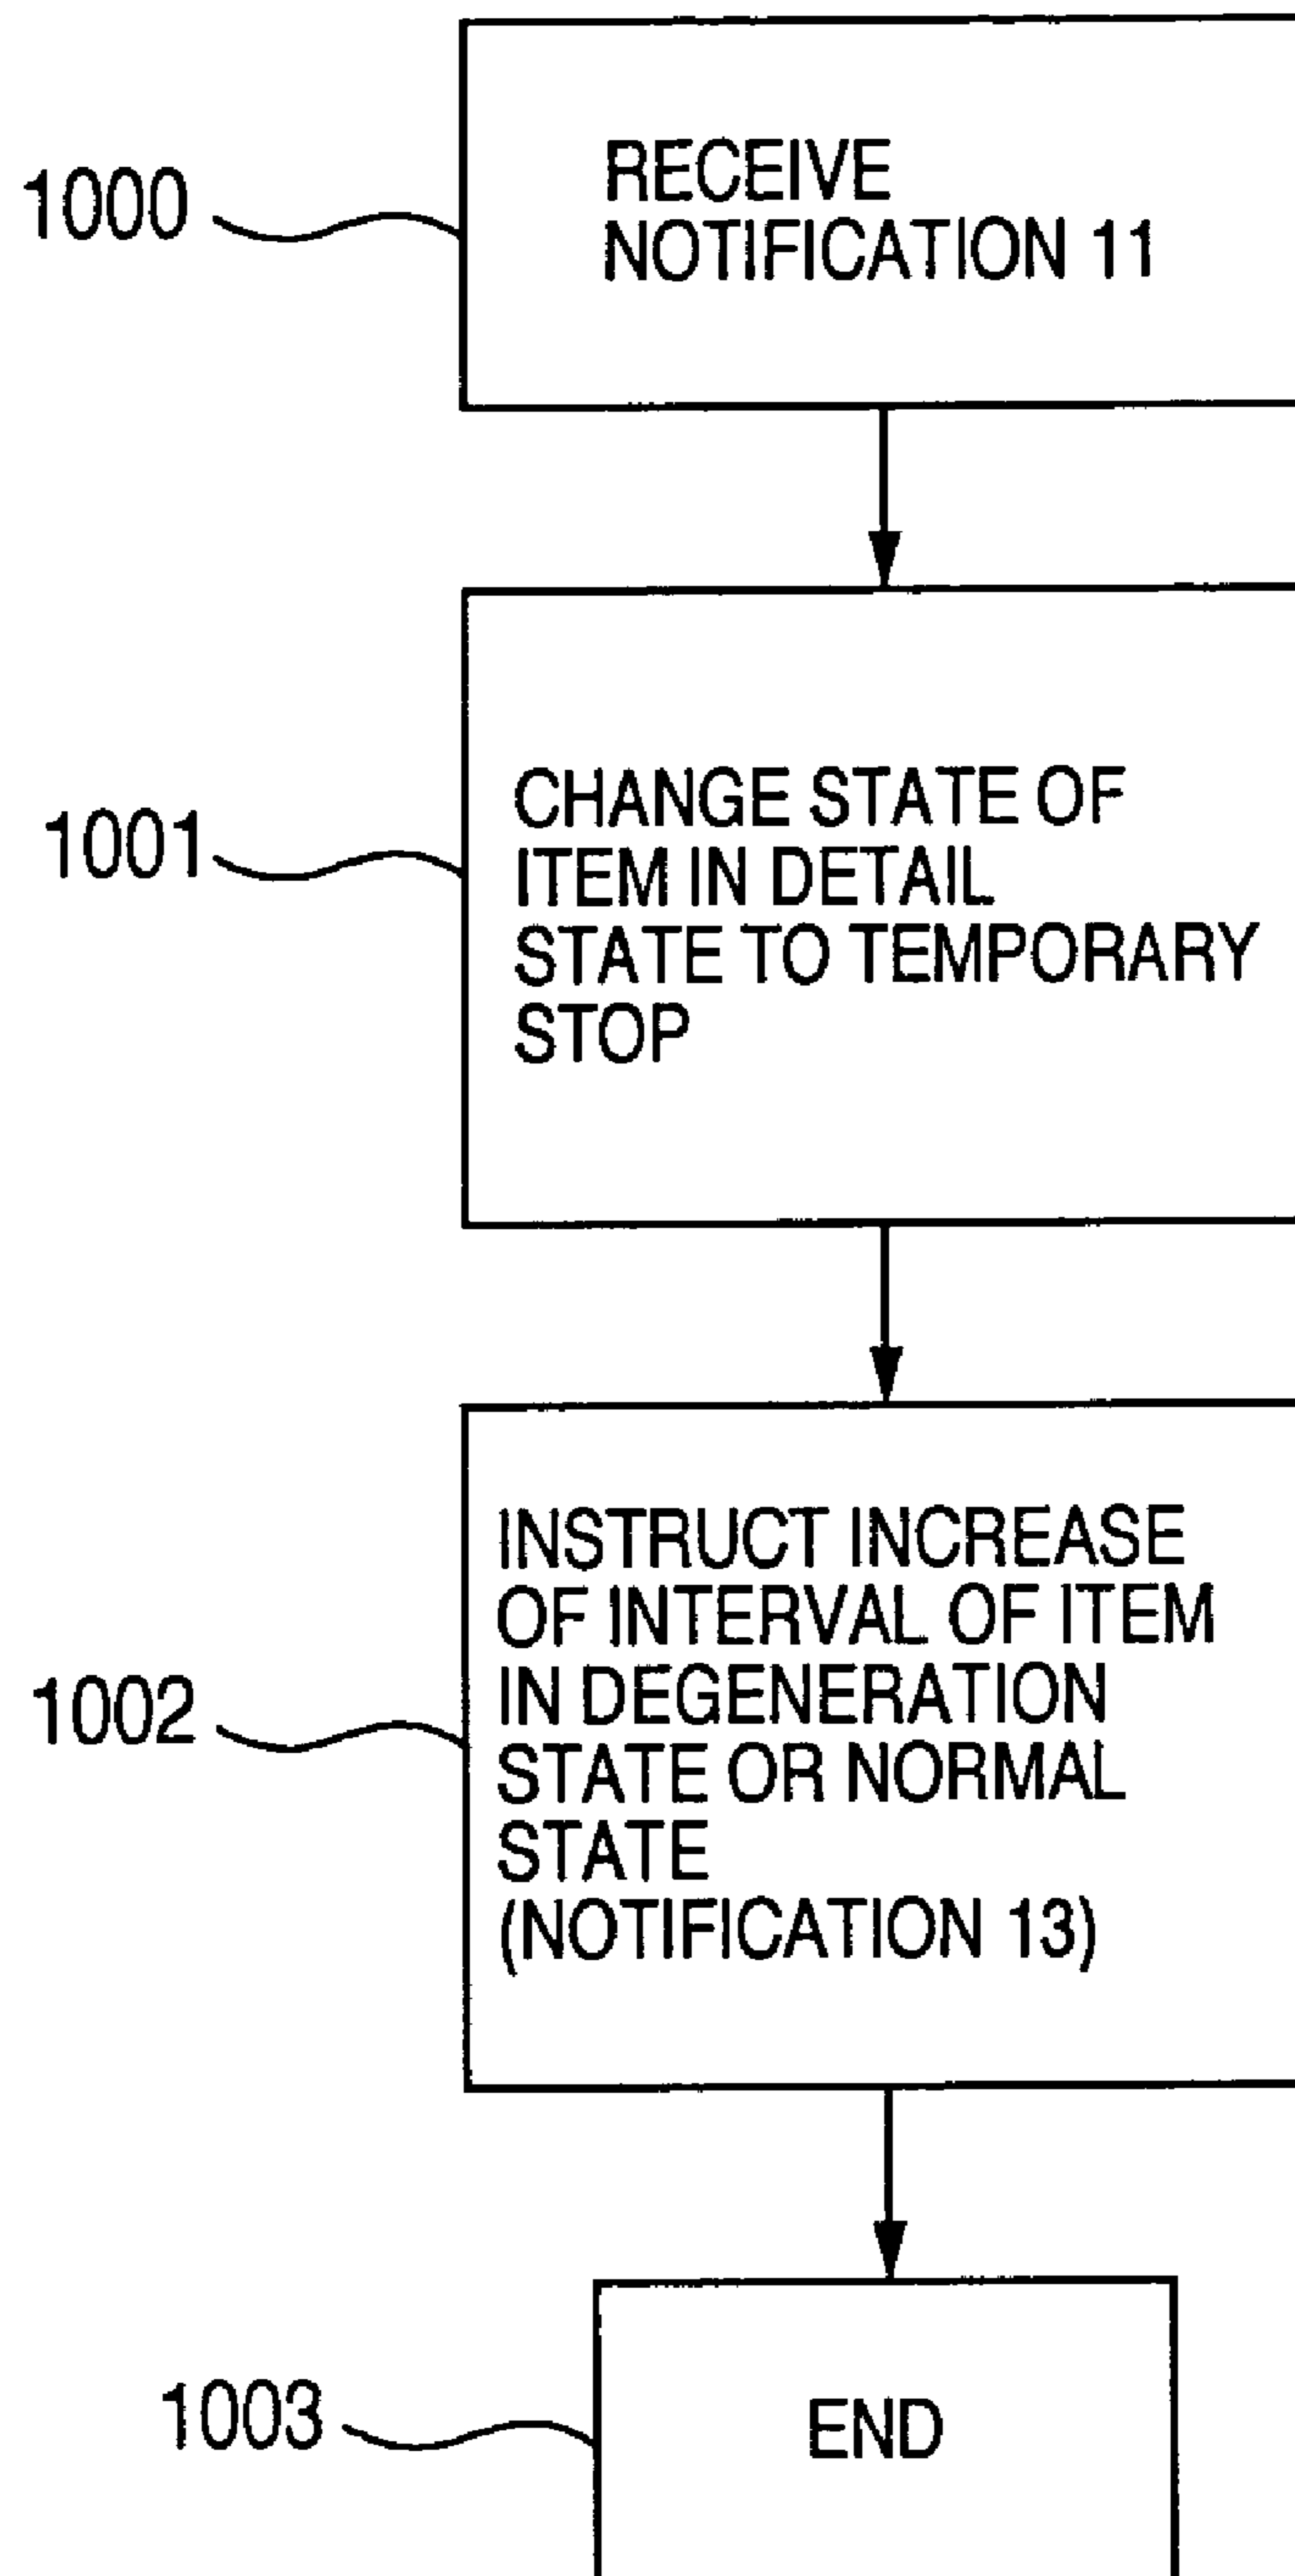 1000
RECEIVE
NOTIFICATION 11
1001
CHANGE STATE OF
ITEM IN DETAIL
STATE TO TEMPORARY
STOP
1002
INSTRUCT INCREASE
OF INTERVAL OF ITEM
IN DEGENERATION
STATE OR NORMAL
STATE
(NOTIFICATION 13)
1003
END